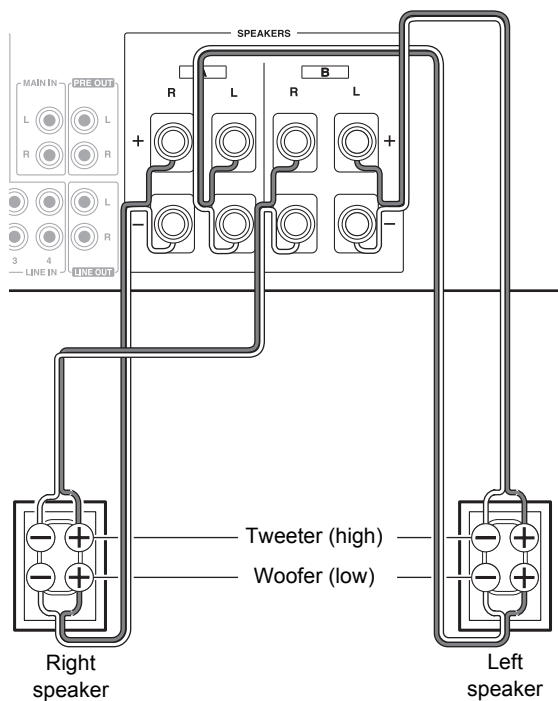 SPEAKERS
A B
R L R L
MAIN IN PRE OUT
L L
R R
+ +
L
R
− −
3 4
LINE IN LINE OUT
− + − +
Tweeter (high)
− + − +
Woofer (low)
Right
speaker
Left
speaker